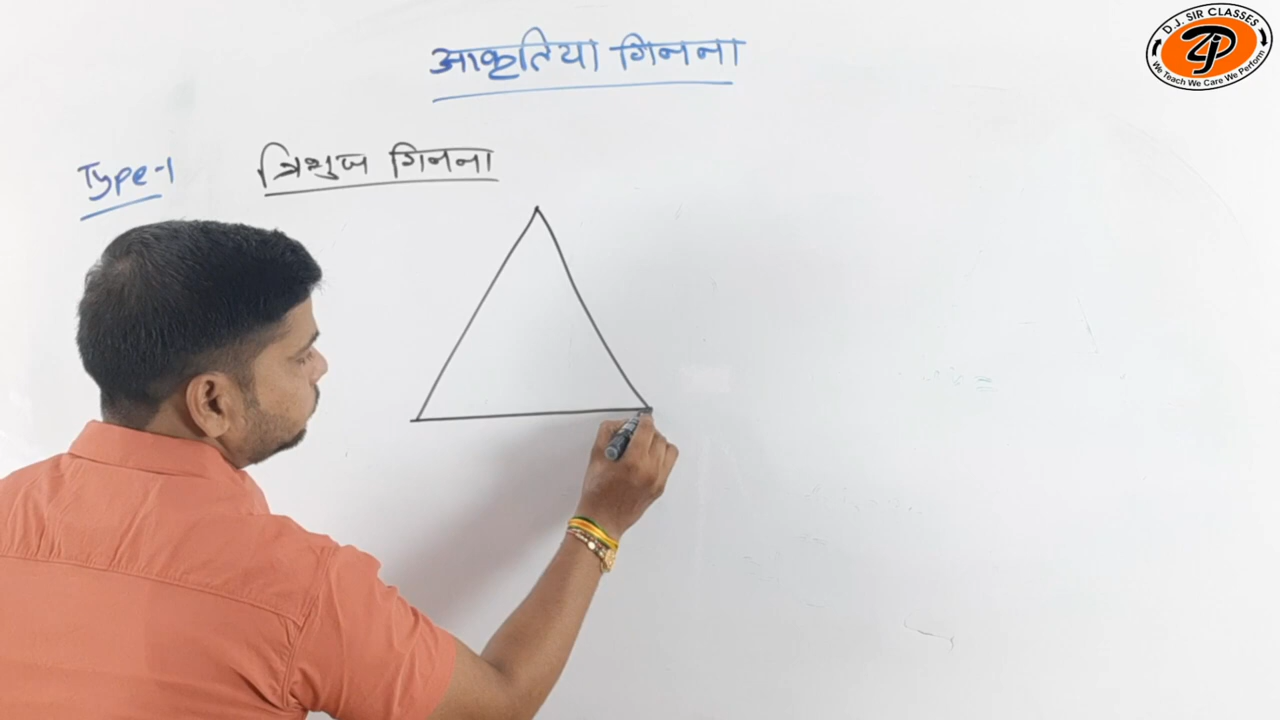 आकृतिया गिनना
Type-1 त्रिभुज गिनना
D.J. SIR CLASSES
We Teach We Care We Perform